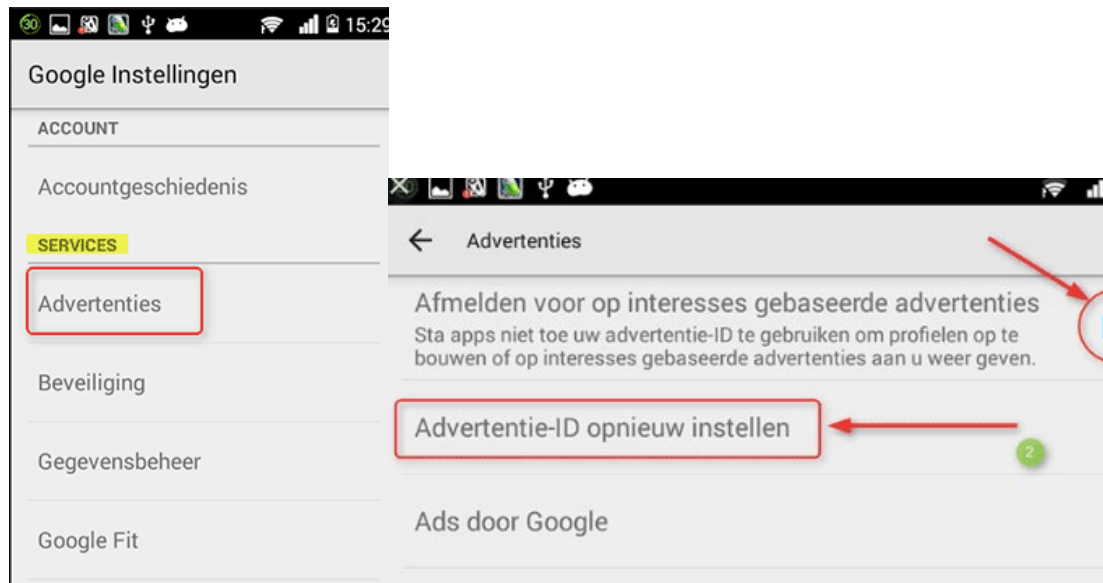 30
15:29
Google Instellingen
ACCOUNT
Accountgeschiedenis
SERVICES
Advertenties
Beveiliging
Gegevensbeheer
Google Fit
Advertenties
Afmelden voor op interesses gebaseerde advertenties
Sta apps niet toe uw advertentie-ID te gebruiken om profielen op te
bouwen of op interesses gebaseerde advertenties aan u weer geven.
Advertentie-ID opnieuw instellen
2
Ads door Google